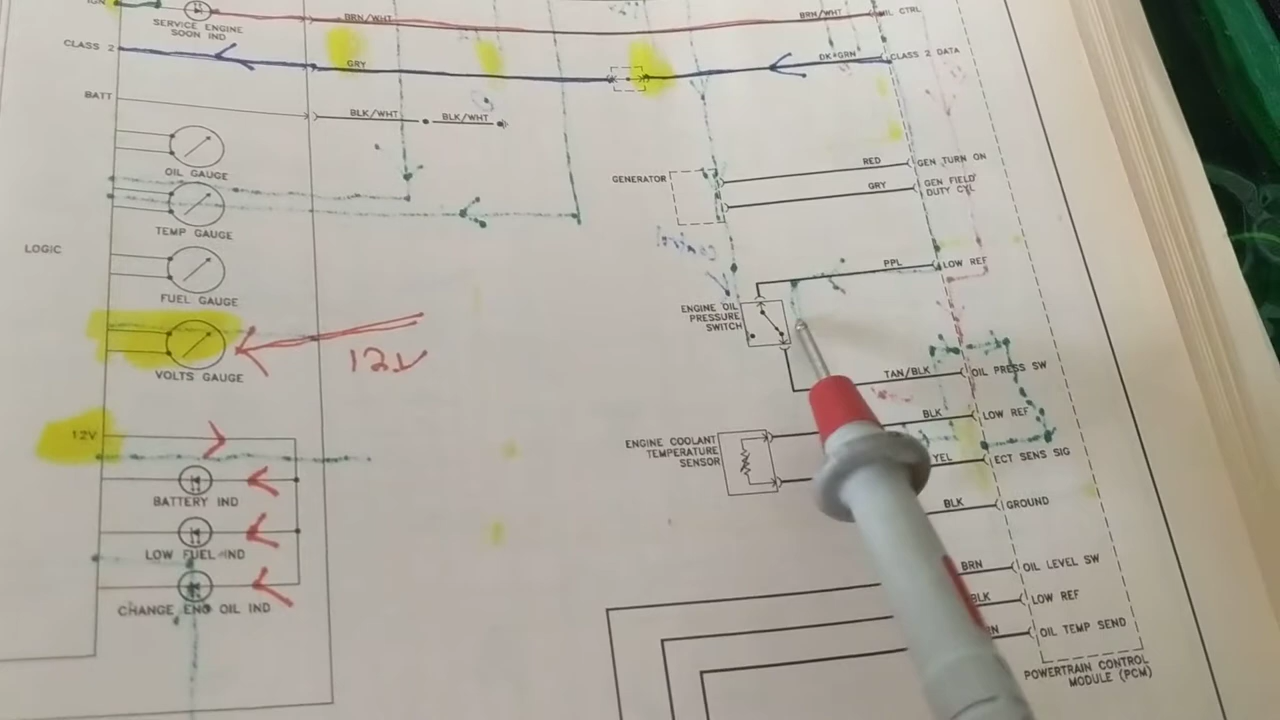 IGN
SERVICE ENGINE
SOON IND
BRN/WHT
BRN/WHT
CTRL
CLASS 2
GRY
DK GRN
CLASS 2 DATA
BATT
BLK/WHT
BLK/WHT
OIL GAUGE
TEMP GAUGE
LOGIC
FUEL GAUGE
VOLTS GAUGE
12V
12V
BATTERY IND
LOW FUEL IND
CHANGE ENG OIL IND
GENERATOR
RED
GEN TURN ON
GRY
GEN FIELD
DUTY CYL
Control
PPL
LOW REF
ENGINE OIL
PRESSURE
SWITCH
TAN/BLK
OIL PRESS SW
BLK
LOW REF
ENGINE COOLANT
TEMPERATURE
SENSOR
YEL
ECT SENS SIG
BLK
GROUND
BRN
OIL LEVEL SW
BLK
LOW REF
OIL TEMP SEND
POWERTRAIN CONTROL
MODULE (PCM)